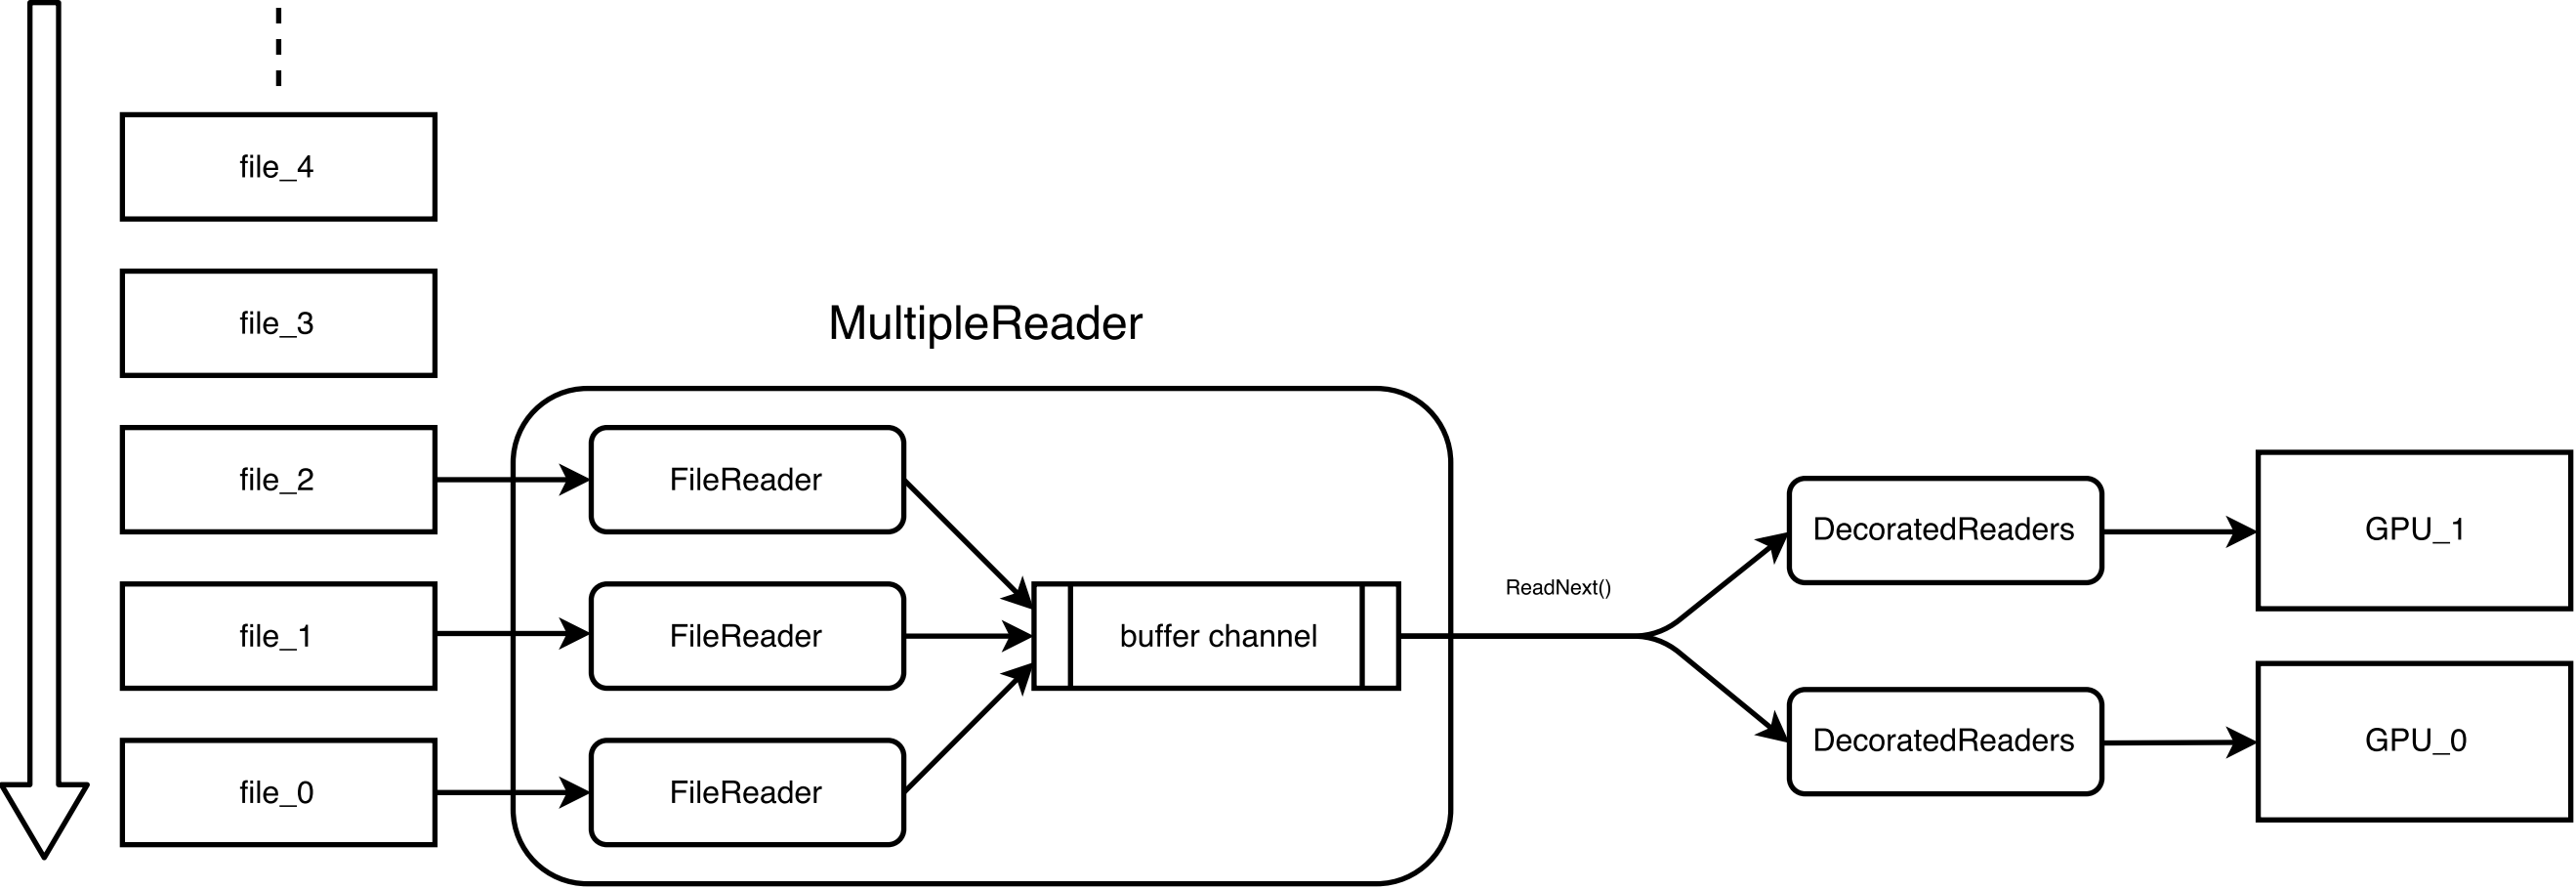 file_4
file_3
MultipleReader
file_2
FileReader
file_1
FileReader
buffer channel
file_0
FileReader
ReadNext()
DecoratedReaders
GPU_1
DecoratedReaders
GPU_0